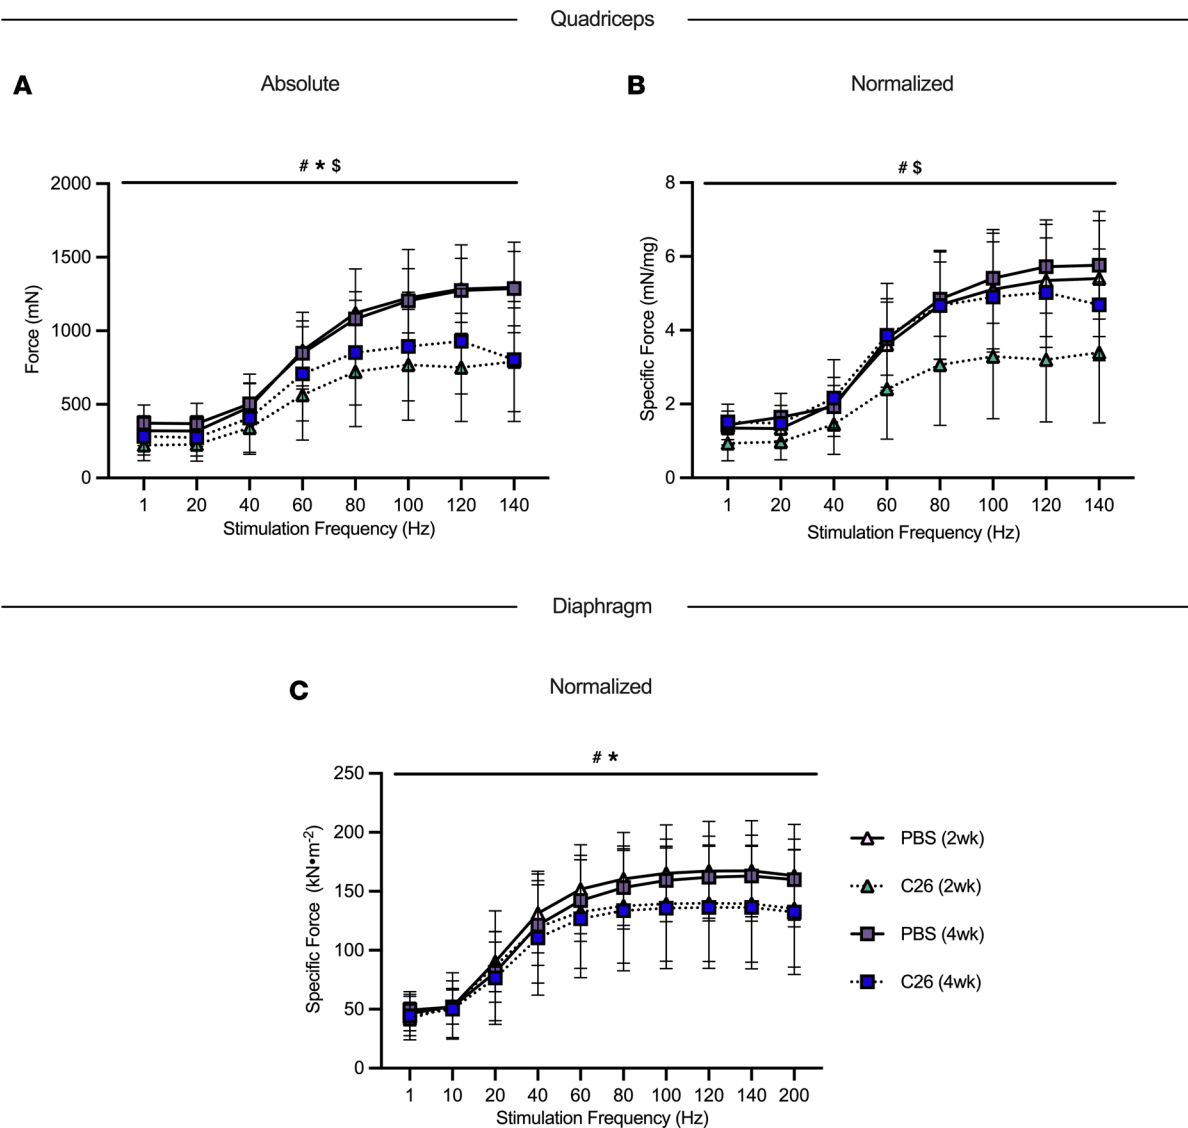 Quadriceps
A Absolute
B Normalized
# * $
# $
Force (mN)
2000
1500
1000
500
0
1 20 40 60 80 100 120 140
Stimulation Frequency (Hz)
Specific Force (mN/mg)
8
6
4
2
0
1 20 40 60 80 100 120 140
Stimulation Frequency (Hz)
Diaphragm
C Normalized
# *
Specific Force (kN•m-2)
250
200
150
100
50
0
1 10 20 40 60 80 100 120 140 200
Stimulation Frequency (Hz)
PBS (2wk)
C26 (2wk)
PBS (4wk)
C26 (4wk)